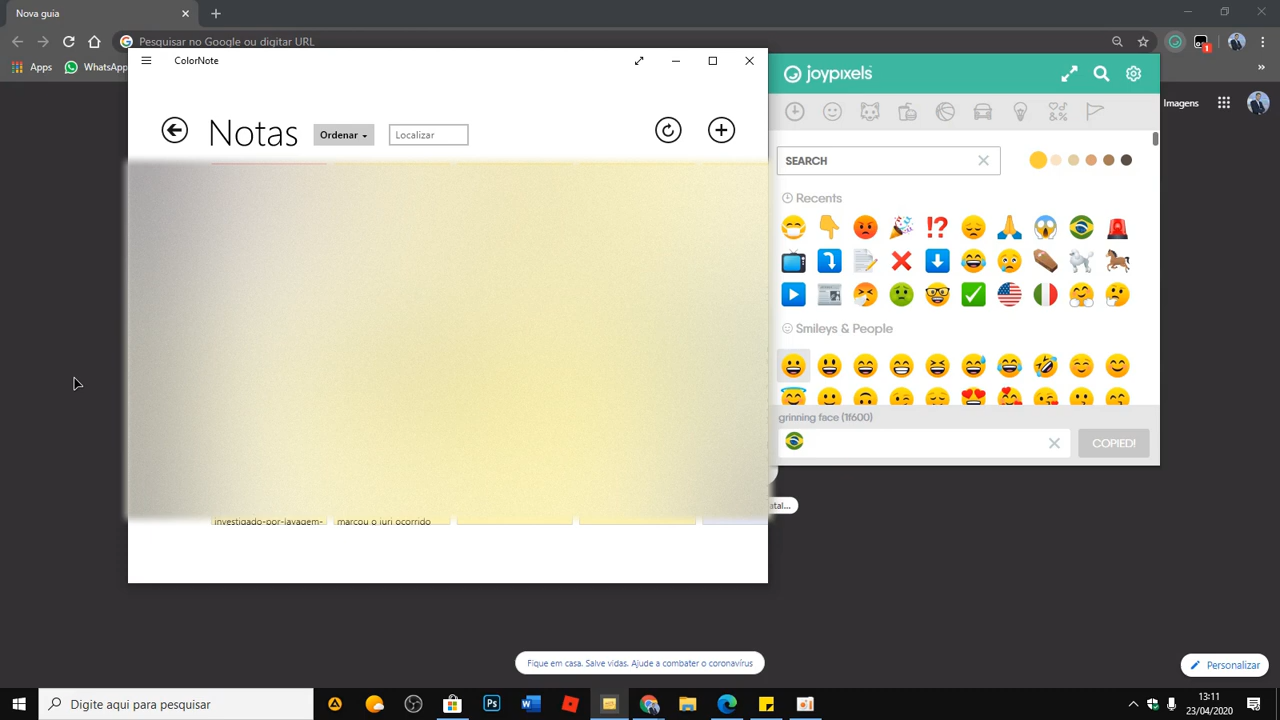 Nova guia
Pesquisar no Google ou digitar URL
Apps
WhatsApp
ColorNote
Notas
Ordenar
Localizar
investigado-por-lavagem-
marcou o juri ocorrido
joypixels
Imagens
SEARCH
Recents
Smileys & People
grinning face (1f600)
COPIED!
atal...
Fique em casa. Salve vidas. Ajude a combater o coronavírus
Personalizar
Digite aqui para pesquisar
Ps
13:11
23/04/2020